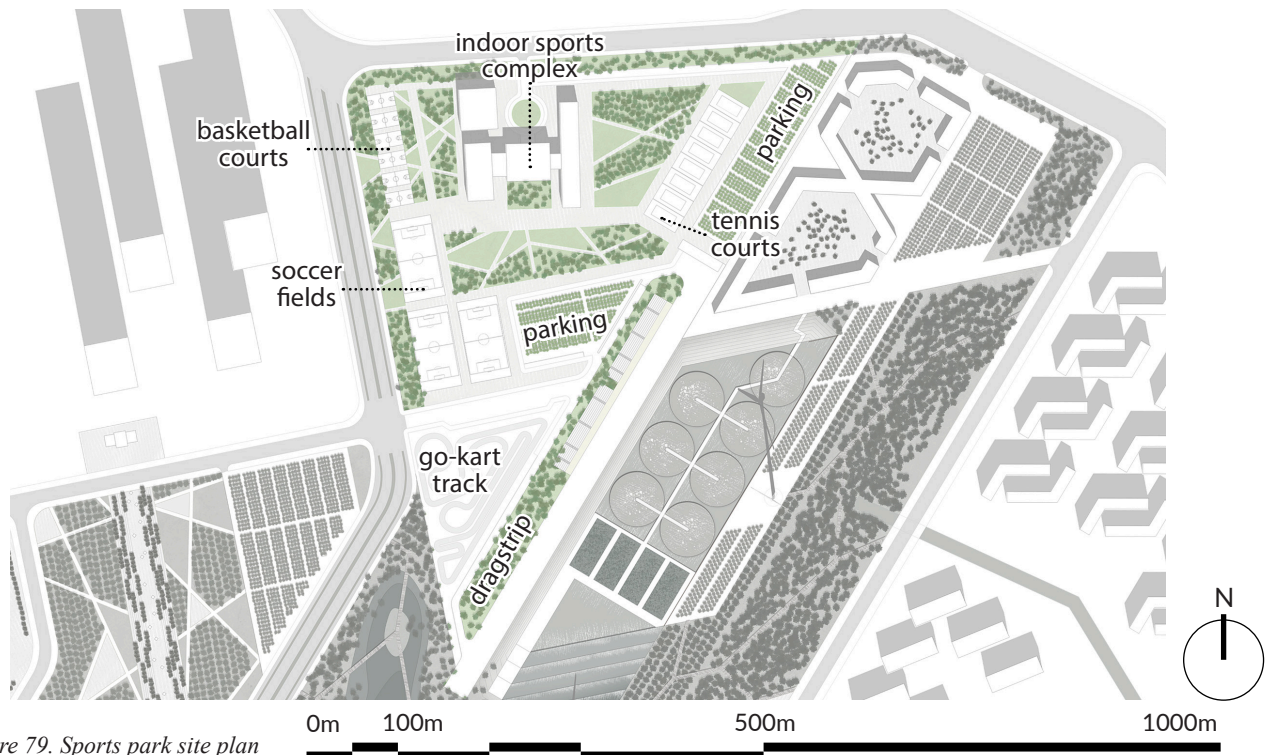 indoor sports
complex
basketball
courts
parking
tennis
courts
soccer
fields
parking
go-kart
track
dragstrip
N
0m 100m 500m 1000m
re 79. Sports park site plan